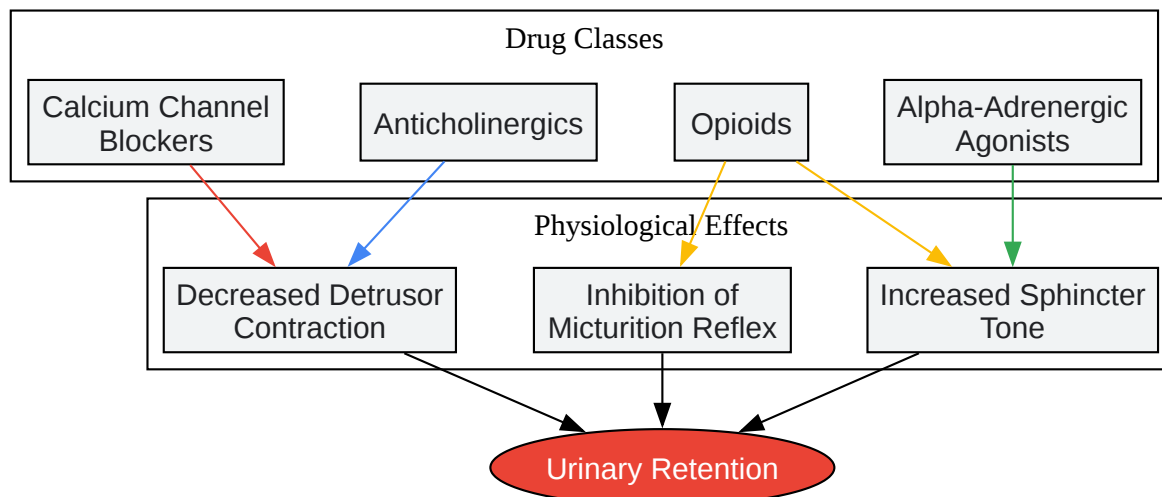 Drug Classes
Calcium Channel
Blockers
Anticholinergics
Opioids
Alpha-Adrenergic
Agonists
Physiological Effects
Decreased Detrusor
Contraction
Inhibition of
Micturition Reflex
Increased Sphincter
Tone
Urinary Retention